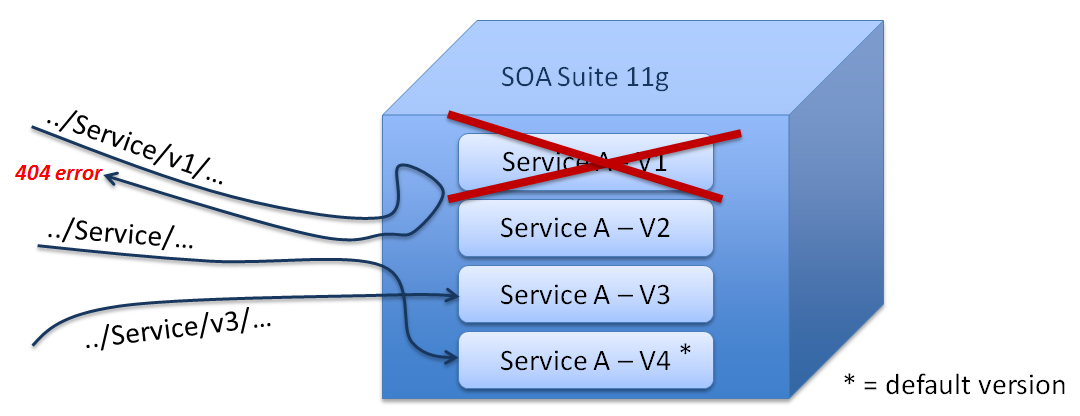 SOA Suite 11g
../Service/v1/...
404 error
Service A – V1
../Service/...
Service A – V2
Service A – V3
../Service/v3/...
Service A – V4 *
* = default version